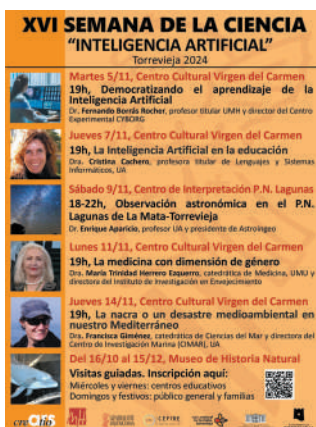 XVI SEMANA DE LA CIENCIA
"INTELIGENCIA ARTIFICIAL"
Torrevieja 2024
Martes 5/11, Centro Cultural Virgen del Carmen
19h, Democratizando el aprendizaje de la
Inteligencia Artificial
Dr. Fernando Borrás Rocher, profesor titular UMH y director del Centro
Experimental CYBORG
Jueves 7/11, Centro Cultural Virgen del Carmen
19h, La Inteligencia Artificial en la educación
Dra. Cristina Cachero, profesora titular de Lenguajes y Sistemas
Informáticos, UA
Sábado 9/11, Centro de Interpretación P.N. Lagunas
18-22h, Observación astronómica en el P.N.
Lagunas de La Mata-Torrevieja
Dr. Enrique Aparicio, profesor UA y presidente de Astroingeo
Lunes 11/11, Centro Cultural Virgen del Carmen
19h, La medicina con dimensión de género
Dra. María Trinidad Herrero Ezquerro, catedrática de Medicina, UMU y
directora del Instituto de Investigación en Envejecimiento
Jueves 14/11, Centro Cultural Virgen del Carmen
19h, La nacra o un desastre medioambiental en
nuestro Mediterráneo
Dra. Francisca Giménez, catedrática de Ciencias del Mar y directora del
Centro de Investigación Marina (CIMAR), UA
Del 16/10 al 15/12, Museo de Historia Natural
Visitas guiadas. Inscripción aquí:
Miércoles y viernes: centros educativos
Domingos y festivos: público general y familias
ars
creatio
CEFIRE